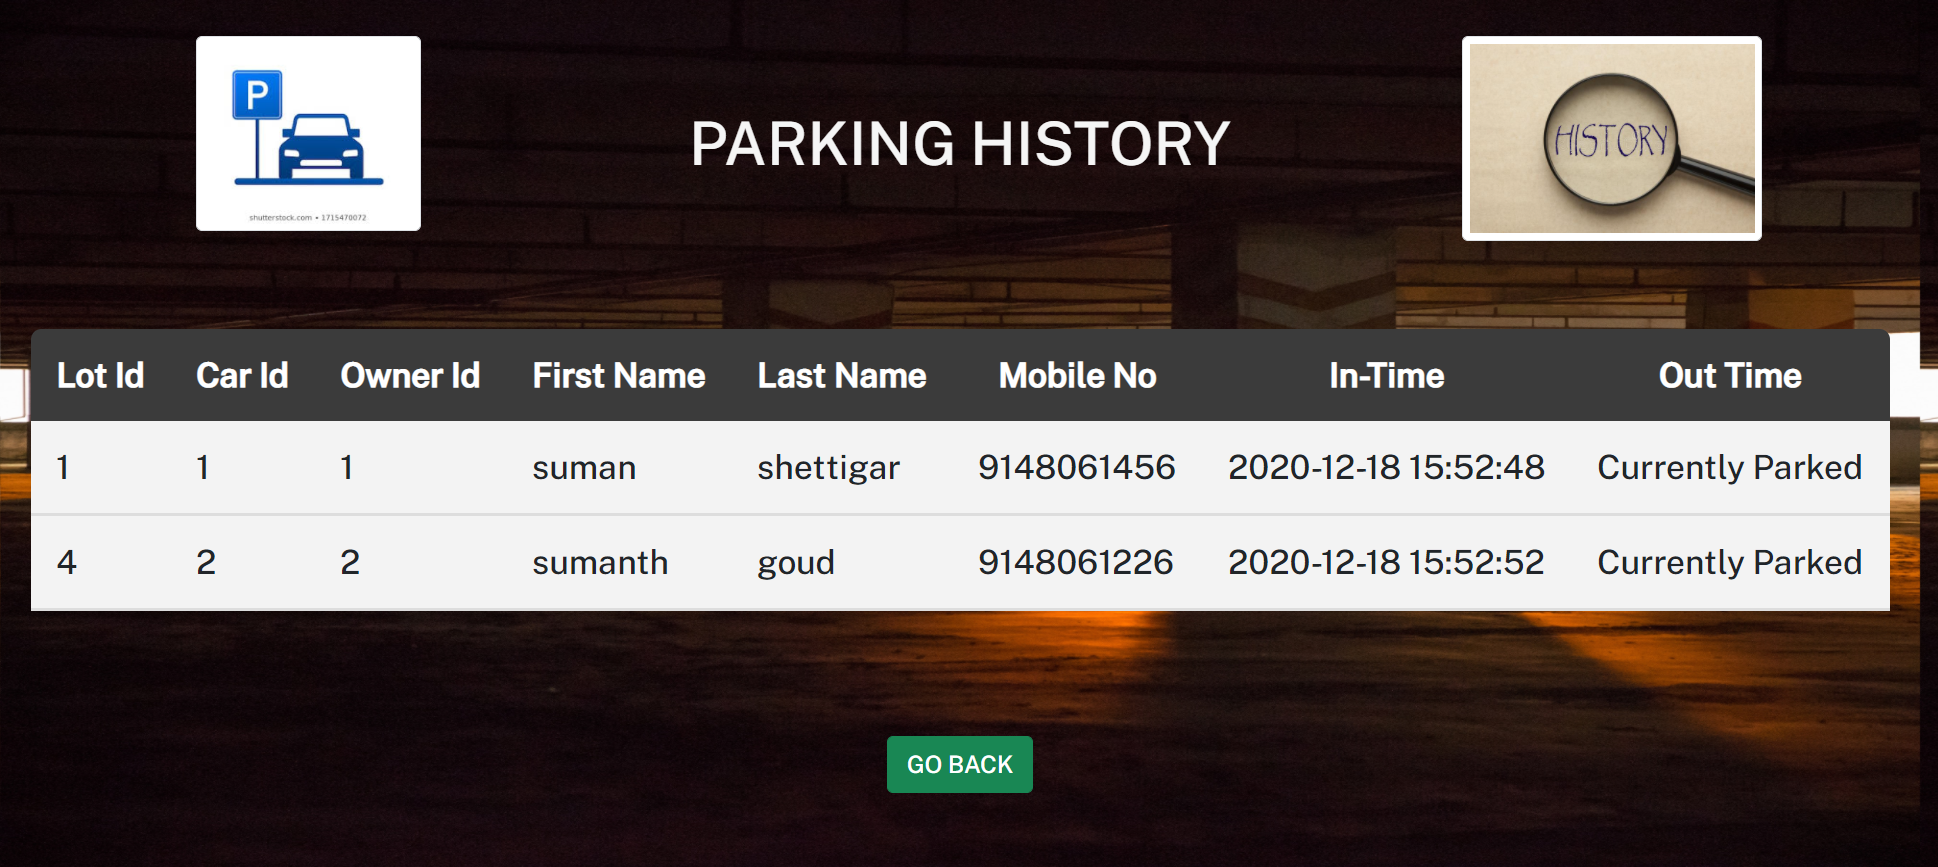 P
shutterstock.com • 1715470072
PARKING HISTORY
HISTORY
Lot Id Car Id Owner Id First Name Last Name Mobile No In-Time Out Time
1 1 1 suman shettigar 9148061456 2020-12-18 15:52:48 Currently Parked
4 2 2 sumanth goud 9148061226 2020-12-18 15:52:52 Currently Parked
GO BACK